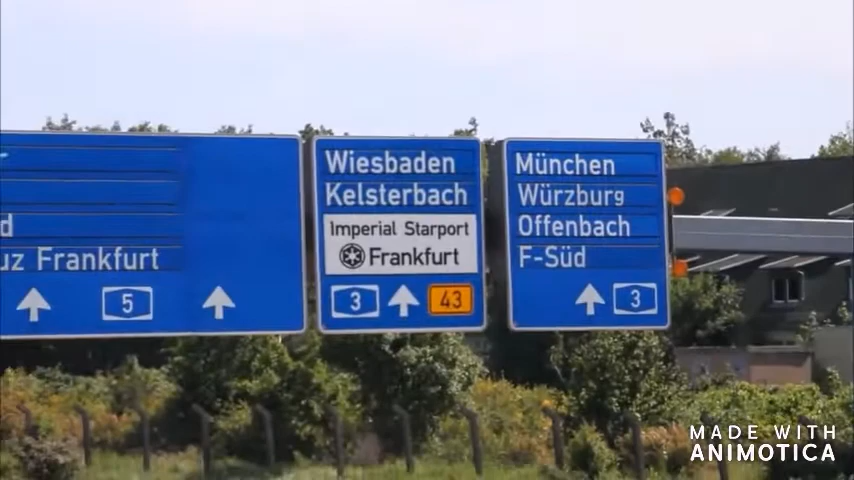 d
uz Frankfurt
5
Wiesbaden
Kelsterbach
Imperial Starport
Frankfurt
3
43
München
Würzburg
Offenbach
F-Süd
3
MADE WITH
ANIMOTICA